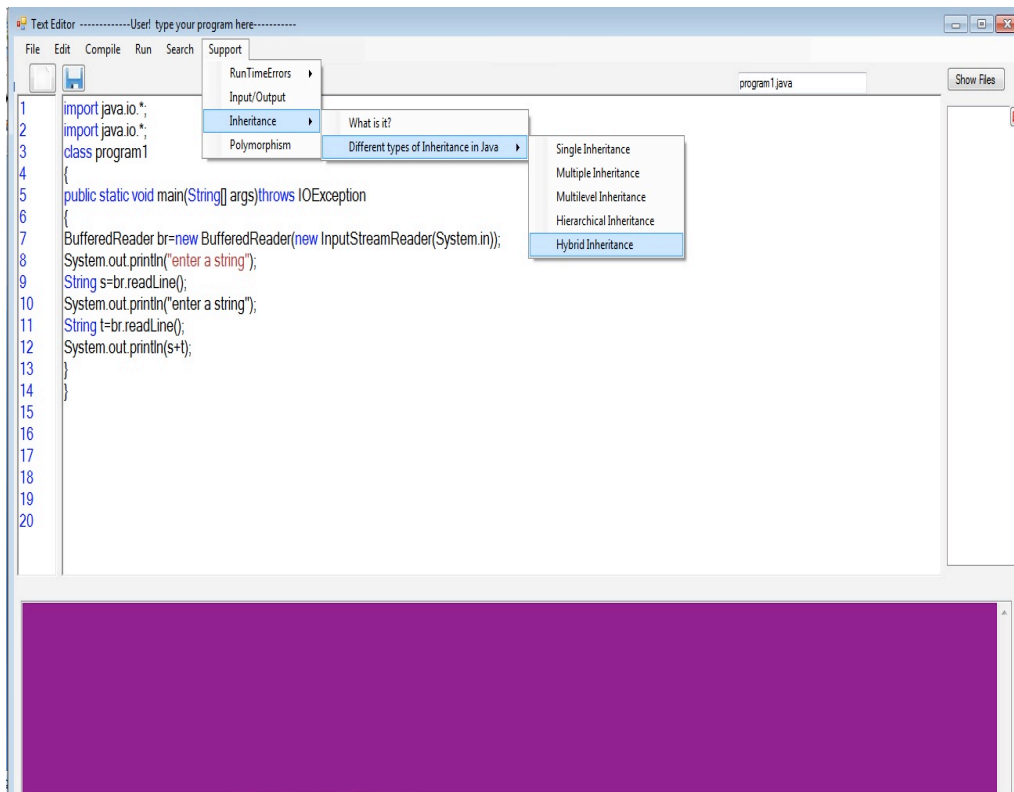 Text Editor -------------User! type your program here-----------
File Edit Compile Run Search Support
program1.java
Show Files
RunTimeErrors
Input/Output
Inheritance
Polymorphism
What is it?
Different types of Inheritance in Java
Single Inheritance
Multiple Inheritance
Multilevel Inheritance
Hierarchical Inheritance
Hybrid Inheritance
1 import java.io.*;
2 import java.io.*;
3 class program1
4 {
5 public static void main(String[] args)throws IOException
6 {
7 BufferedReader br=new BufferedReader(new InputStreamReader(System.in));
8 System.out.println("enter a string");
9 String s=br.readLine();
10 System.out.println("enter a string");
11 String t=br.readLine();
12 System.out.println(s+t);
13 }
14 }
15
16
17
18
19
20